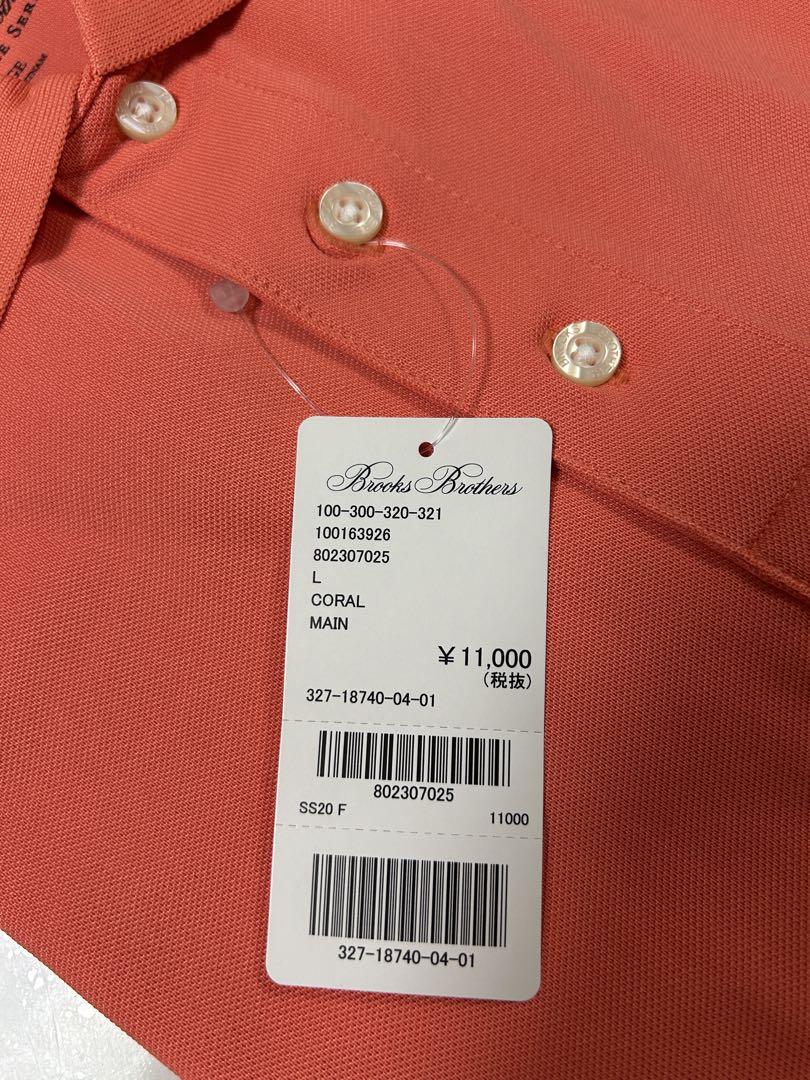 Brooks Brothers
100-300-320-321
100163926
802307025
L
CORAL
MAIN
￥11,000
(税抜)
327-18740-04-01
802307025
SS20 F 11000
327-18740-04-01